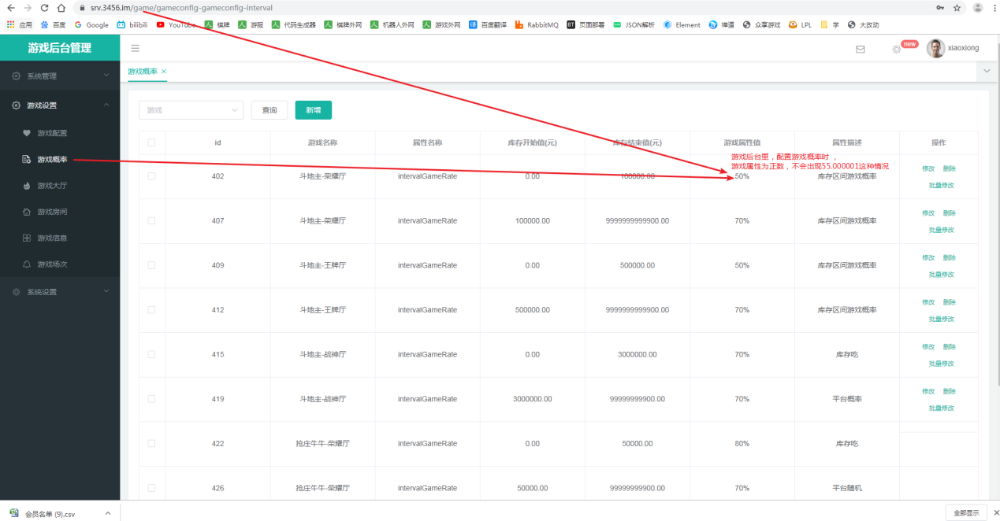 srv.3456.im/game/gameconfig-gameconfig-interval
应用 百度 Google bilibili YouTube 棋牌 游服 代码生成器 棋牌外网 机器人外网 游戏外网 百度翻译 RabbitMQ 页面部署 JSON解析 Element 禅道 众享游戏 LPL 学 大改动
游戏后台管理
new
xiaoxiong
系统管理
游戏概率 ×
游戏设置
游戏 查询 新增
游戏配置
游戏概率
游戏大厅
游戏房间
游戏信息
游戏场次
系统设置
id 游戏名称 属性名称 库存开始值(元) 库存结束值(元) 游戏属性值 属性描述 操作
游戏后台里，配置游戏概率时，
游戏属性为正数，不会出现55.000001这种情况
402 斗地主-荣耀厅 intervalGameRate 0.00 100000.00 50% 库存区间游戏概率 修改 删除
批量修改
407 斗地主-荣耀厅 intervalGameRate 100000.00 9999999999900.00 70% 库存区间游戏概率 修改 删除
批量修改
409 斗地主-王牌厅 intervalGameRate 0.00 500000.00 50% 库存区间游戏概率 修改 删除
批量修改
412 斗地主-王牌厅 intervalGameRate 500000.00 9999999999900.00 70% 库存区间游戏概率 修改 删除
批量修改
415 斗地主-战神厅 intervalGameRate 0.00 3000000.00 70% 库存吃 修改 删除
批量修改
419 斗地主-战神厅 intervalGameRate 3000000.00 99999999900.00 70% 平台概率 修改 删除
批量修改
422 抢庄牛牛-荣耀厅 intervalGameRate 0.00 50000.00 80% 库存吃
426 抢庄牛牛-荣耀厅 intervalGameRate 50000.00 99999999900.00 70% 平台随机
会员名单 (9).csv 全部显示